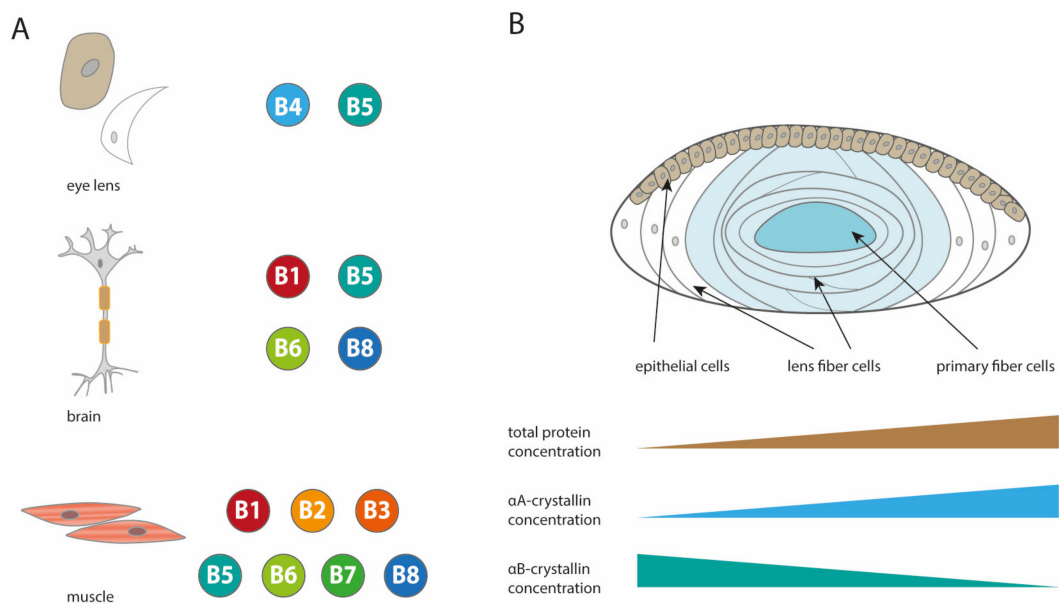 A
B4 B5
eye lens
B1 B5
B6 B8
brain
B1 B2 B3
B5 B6 B7 B8
muscle
B
epithelial cells lens fiber cells primary fiber cells
total protein
concentration
αA-crystallin
concentration
αB-crystallin
concentration